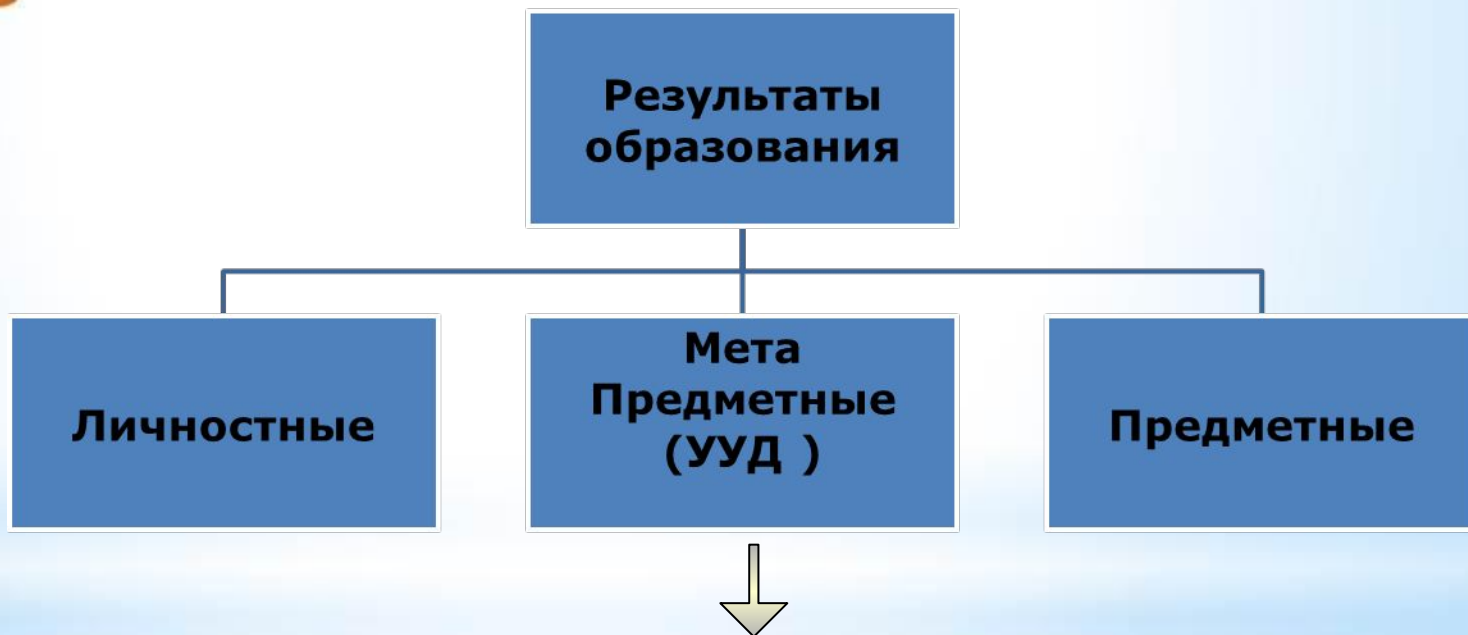 Результаты
образования
Личностные
Мета
Предметные
(УУД )
Предметные